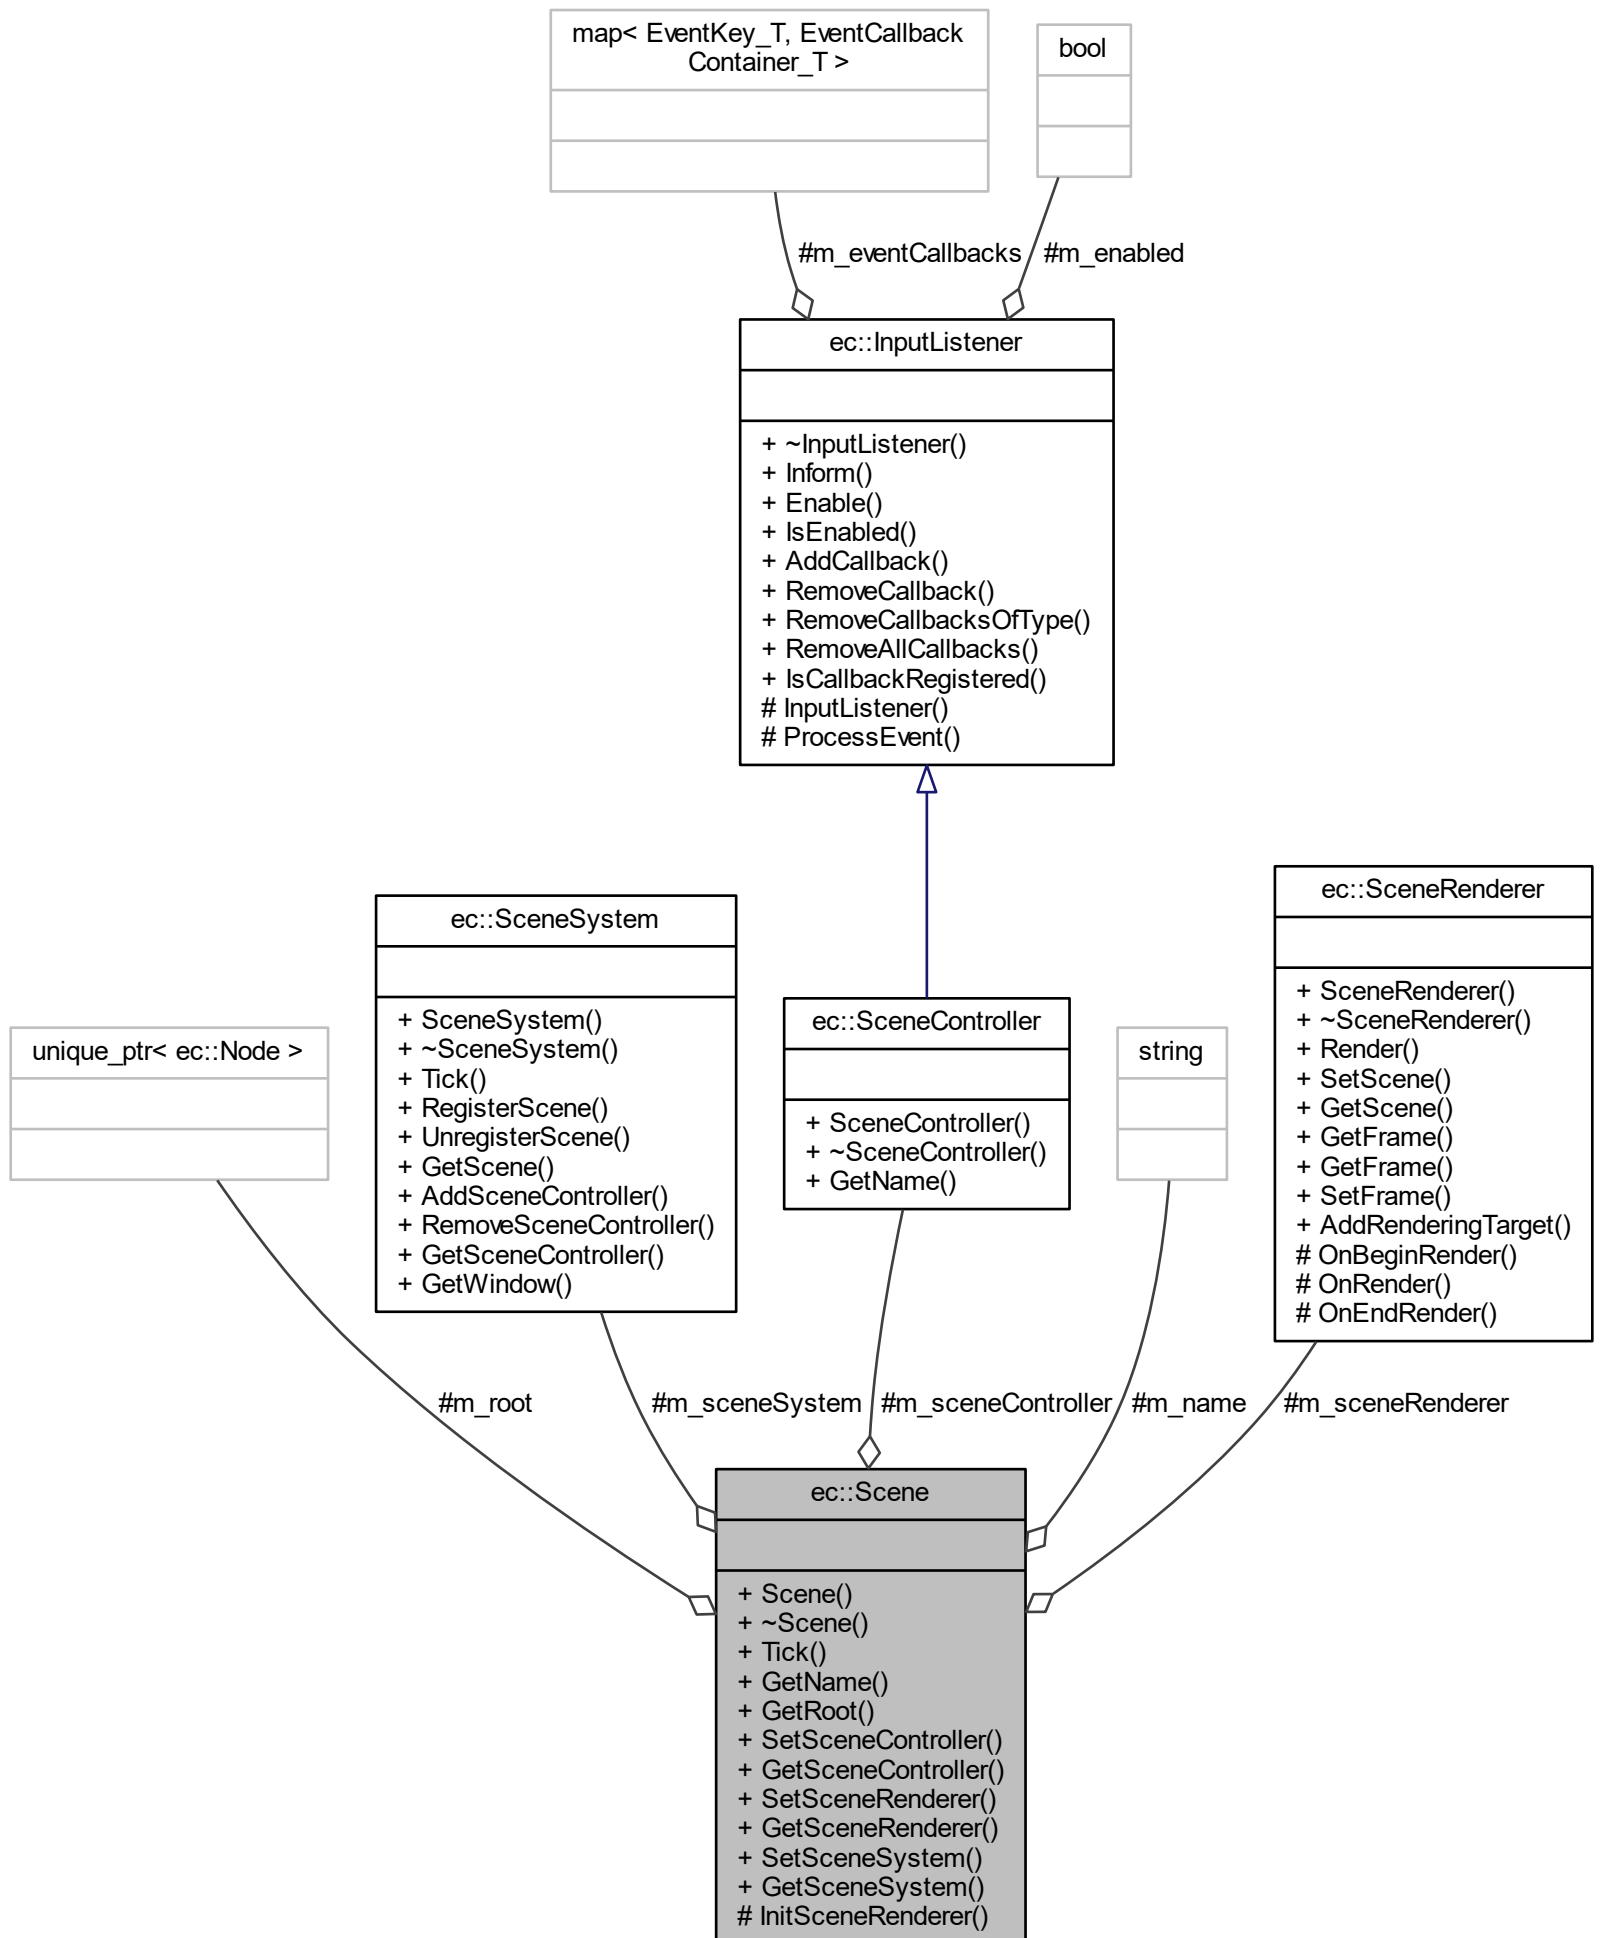 map< EventKey_T, EventCallback
Container_T >
bool
#m_eventCallbacks
#m_enabled
ec::InputListener
+ ~InputListener()
+ Inform()
+ Enable()
+ IsEnabled()
+ AddCallback()
+ RemoveCallback()
+ RemoveCallbacksOfType()
+ RemoveAllCallbacks()
+ IsCallbackRegistered()
# InputListener()
# ProcessEvent()
unique_ptr< ec::Node >
ec::SceneSystem
+ SceneSystem()
+ ~SceneSystem()
+ Tick()
+ RegisterScene()
+ UnregisterScene()
+ GetScene()
+ AddSceneController()
+ RemoveSceneController()
+ GetSceneController()
+ GetWindow()
ec::SceneController
+ SceneController()
+ ~SceneController()
+ GetName()
string
ec::SceneRenderer
+ SceneRenderer()
+ ~SceneRenderer()
+ Render()
+ SetScene()
+ GetScene()
+ GetFrame()
+ GetFrame()
+ SetFrame()
+ AddRenderingTarget()
# OnBeginRender()
# OnRender()
# OnEndRender()
#m_root
#m_sceneSystem
#m_sceneController
#m_name
#m_sceneRenderer
ec::Scene
+ Scene()
+ ~Scene()
+ Tick()
+ GetName()
+ GetRoot()
+ SetSceneController()
+ GetSceneController()
+ SetSceneRenderer()
+ GetSceneRenderer()
+ SetSceneSystem()
+ GetSceneSystem()
# InitSceneRenderer()